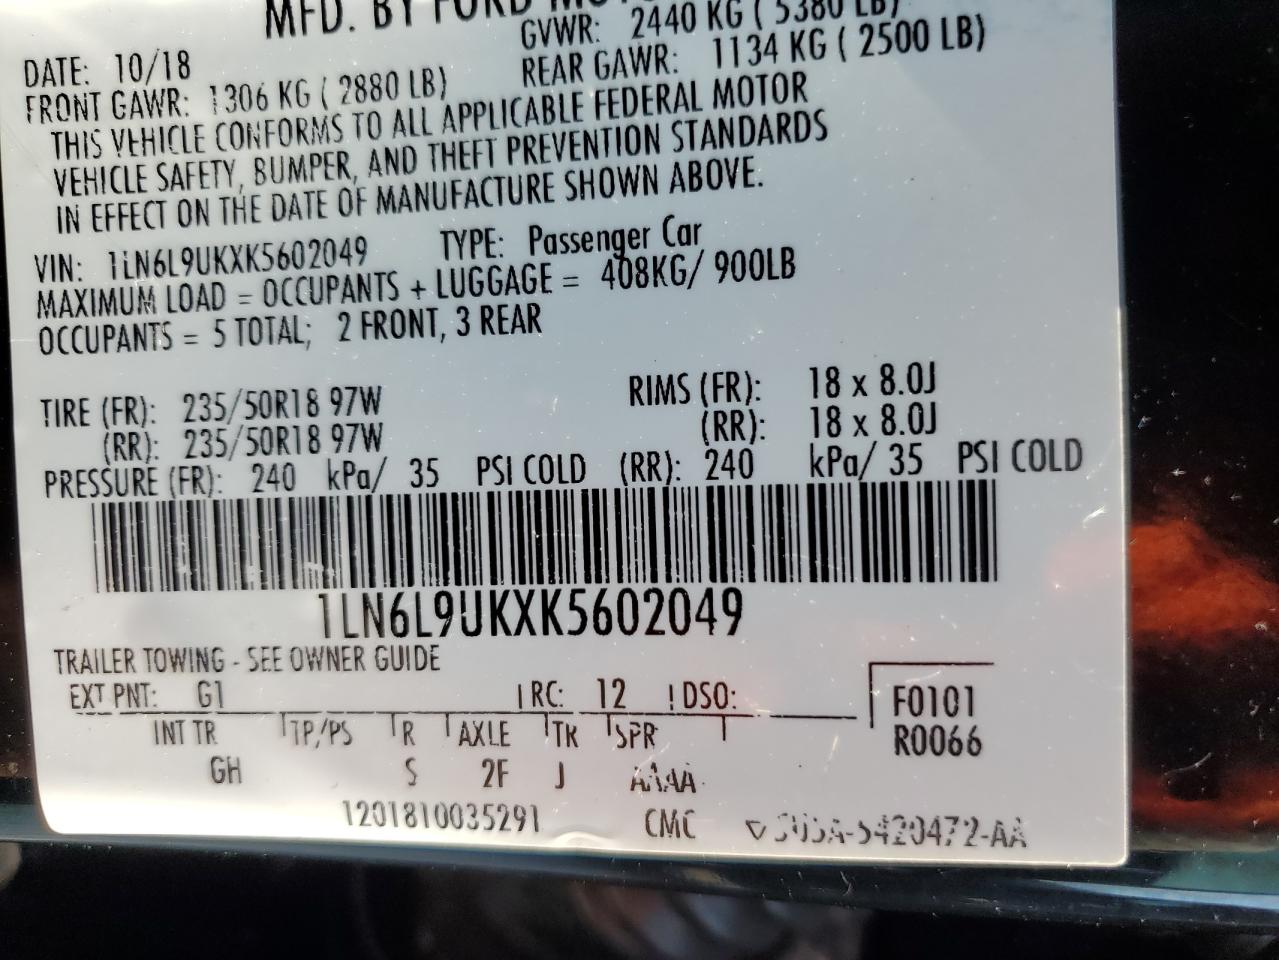 MFD. BY FORD
GVWR: 2440 KG ( 5380 LB)
DATE: 10/18
REAR GAWR: 1134 KG ( 2500 LB)
FRONT GAWR: 1306 KG ( 2880 LB)
THIS VEHICLE CONFORMS TO ALL APPLICABLE FEDERAL MOTOR
VEHICLE SAFETY, BUMPER, AND THEFT PREVENTION STANDARDS
IN EFFECT ON THE DATE OF MANUFACTURE SHOWN ABOVE.
VIN: 1LN6L9UKXK5602049 TYPE: Passenger Car
MAXIMUM LOAD = OCCUPANTS + LUGGAGE = 408KG/ 900LB
OCCUPANTS = 5 TOTAL; 2 FRONT, 3 REAR
TIRE (FR): 235/50R18 97W RIMS (FR): 18 x 8.0J
(RR): 235/50R18 97W (RR): 18 x 8.0J
PRESSURE (FR): 240 kPa/ 35 PSI COLD (RR): 240 kPa/ 35 PSI COLD
1LN6L9UKXK5602049
TRAILER TOWING - SEE OWNER GUIDE
EXT PNT: G1 RC: 12 DSO: F0101
INT TR TP/PS R AXLE TR SPR R0066
GH S 2F J AAAA
1201810035291 CMC